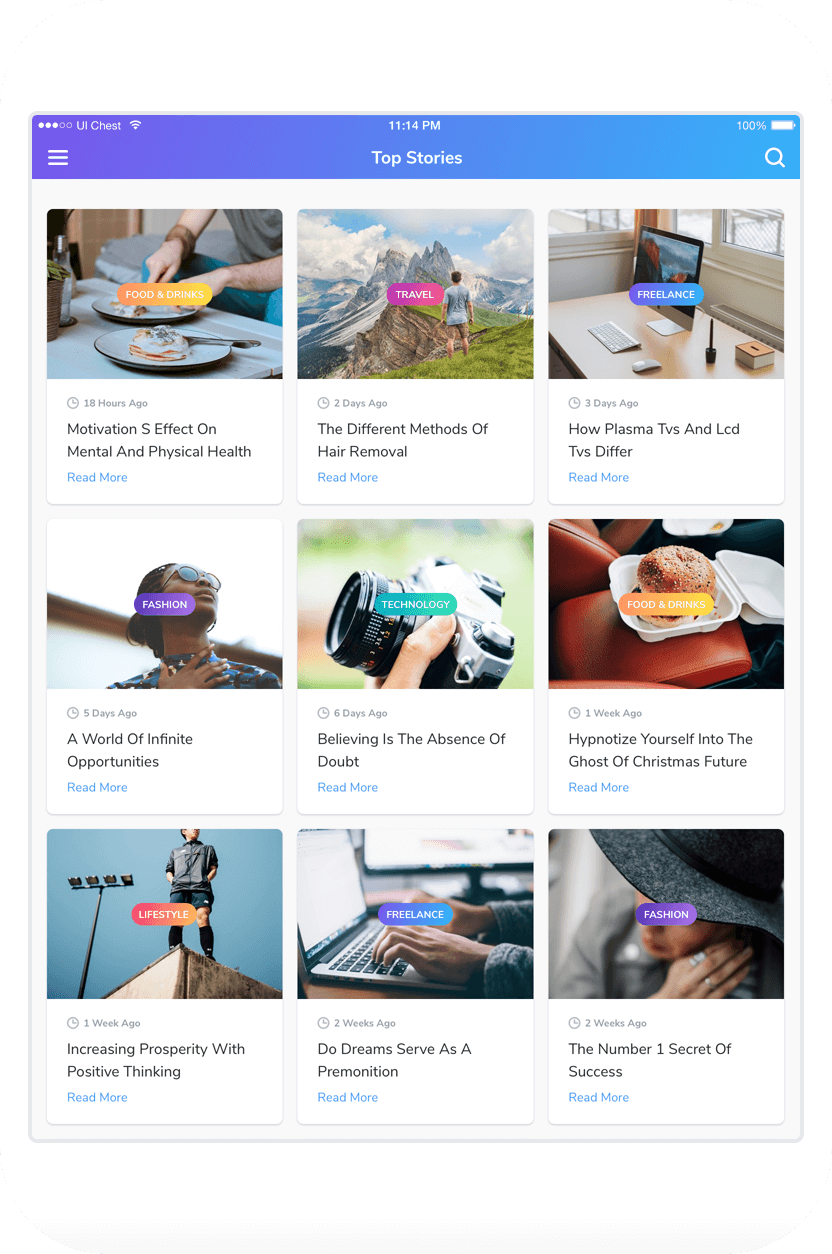 UI Chest 11:14 PM 100%
Top Stories
FOOD & DRINKS
18 Hours Ago
Motivation S Effect On
Mental And Physical Health
Read More
TRAVEL
2 Days Ago
The Different Methods Of
Hair Removal
Read More
FREELANCE
3 Days Ago
How Plasma Tvs And Lcd
Tvs Differ
Read More
FASHION
5 Days Ago
A World Of Infinite
Opportunities
Read More
TECHNOLOGY
6 Days Ago
Believing Is The Absence Of
Doubt
Read More
FOOD & DRINKS
1 Week Ago
Hypnotize Yourself Into The
Ghost Of Christmas Future
Read More
LIFESTYLE
1 Week Ago
Increasing Prosperity With
Positive Thinking
Read More
FREELANCE
2 Weeks Ago
Do Dreams Serve As A
Premonition
Read More
FASHION
2 Weeks Ago
The Number 1 Secret Of
Success
Read More